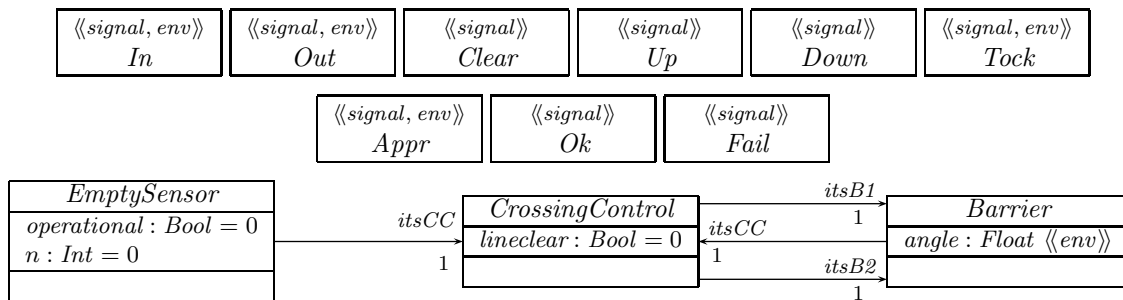 ⟪signal, env⟫ ⟪signal, env⟫ ⟪signal⟫ ⟪signal⟫ ⟪signal⟫ ⟪signal, env⟫
In Out Clear Up Down Tock
⟪signal, env⟫ ⟪signal⟫ ⟪signal⟫
Appr Ok Fail
EmptySensor
operational : Bool = 0
n : Int = 0
itsCC
1
CrossingControl
lineclear : Bool = 0
itsB1
1
itsCC
1
itsB2
1
Barrier
angle : Float ⟪env⟫